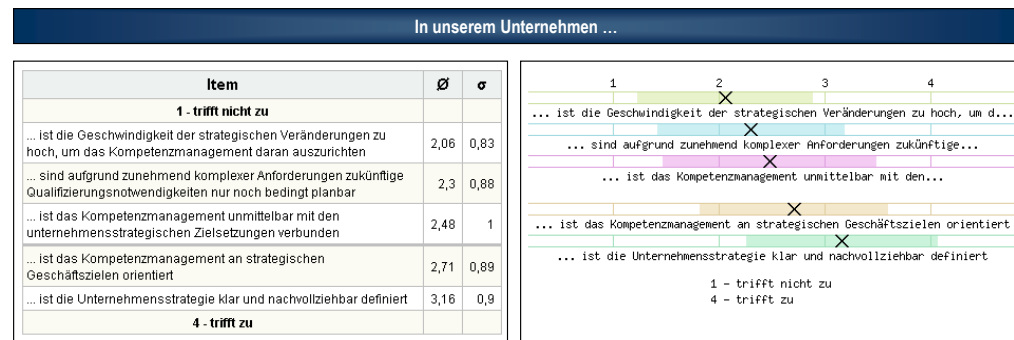 In unserem Unternehmen ...
Item Ø σ
1 - trifft nicht zu
... ist die Geschwindigkeit der strategischen Veränderungen zu
hoch, um das Kompetenzmanagement daran auszurichten 2,06 0,83
... sind aufgrund zunehmend komplexer Anforderungen zukünftige
Qualifizierungsnotwendigkeiten nur noch bedingt planbar 2,3 0,88
... ist das Kompetenzmanagement unmittelbar mit den
unternehmensstrategischen Zielsetzungen verbunden 2,48 1
... ist das Kompetenzmanagement an strategischen
Geschäftszielen orientiert 2,71 0,89
... ist die Unternehmensstrategie klar und nachvollziehbar definiert 3,16 0,9
4 - trifft zu
1 2 3 4
... ist die Geschwindigkeit der strategischen Veränderungen zu hoch, um d...
... sind aufgrund zunehmend komplexer Anforderungen zukünftige...
... ist das Kompetenzmanagement unmittelbar mit den...
... ist das Kompetenzmanagement an strategischen Geschäftszielen orientiert
... ist die Unternehmensstrategie klar und nachvollziehbar definiert
1 - trifft nicht zu
4 - trifft zu